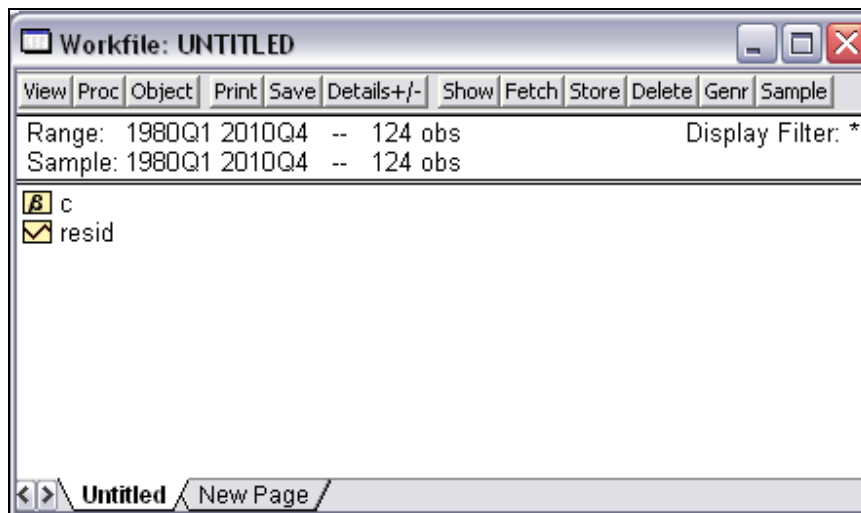 Workfile: UNTITLED
View Proc Object Print Save Details+/- Show Fetch Store Delete Genr Sample
Range: 1980Q1 2010Q4 -- 124 obs Display Filter: *
Sample: 1980Q1 2010Q4 -- 124 obs
β c
resid
Untitled New Page